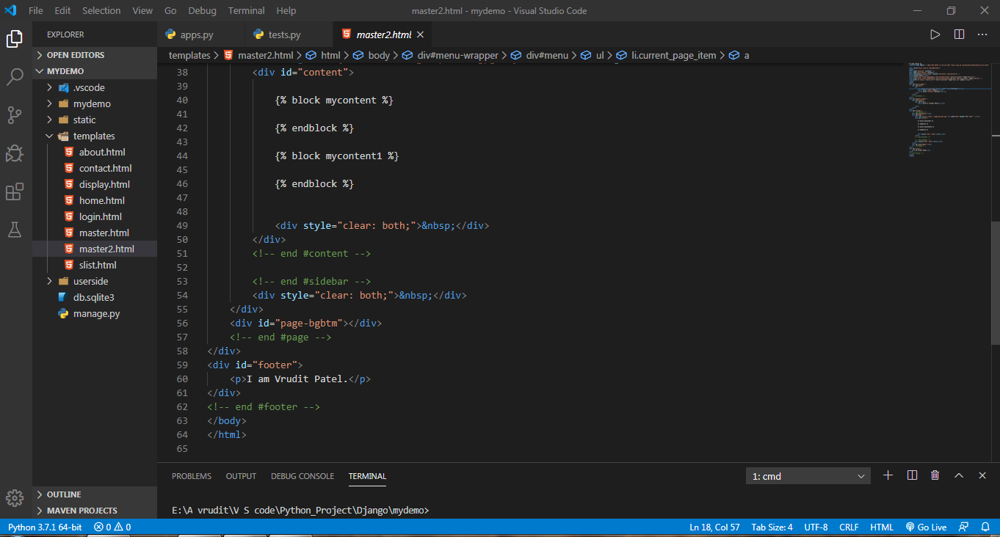 File Edit Selection View Go Debug Terminal Help master2.html - mydemo - Visual Studio Code
EXPLORER
OPEN EDITORS
MYDEMO
.vscode
mydemo
static
templates
about.html
contact.html
display.html
home.html
login.html
master.html
master2.html
slist.html
userside
db.sqlite3
manage.py
OUTLINE
MAVEN PROJECTS
apps.py tests.py master2.html
templates > master2.html > html > body > div#menu-wrapper > div#menu > ul > li.current_page_item > a
38 <div id="content">
39
40 {% block mycontent %}
41
42 {% endblock %}
43
44 {% block mycontent1 %}
45
46 {% endblock %}
47
48
49 <div style="clear: both;">&nbsp;</div>
50 </div>
51 <!-- end #content -->
52
53 <!-- end #sidebar -->
54 <div style="clear: both;">&nbsp;</div>
55 </div>
56 <div id="page-bgbtm"></div>
57 <!-- end #page -->
58 </div>
59 <div id="footer">
60 <p>I am Vrudit Patel.</p>
61 </div>
62 <!-- end #footer -->
63 </body>
64 </html>
65
PROBLEMS OUTPUT DEBUG CONSOLE TERMINAL 1: cmd
E:\A vrudit\V S code\Python_Project\Django\mydemo>
Python 3.7.1 64-bit 0 0 Ln 18, Col 57 Tab Size: 4 UTF-8 CRLF HTML Go Live